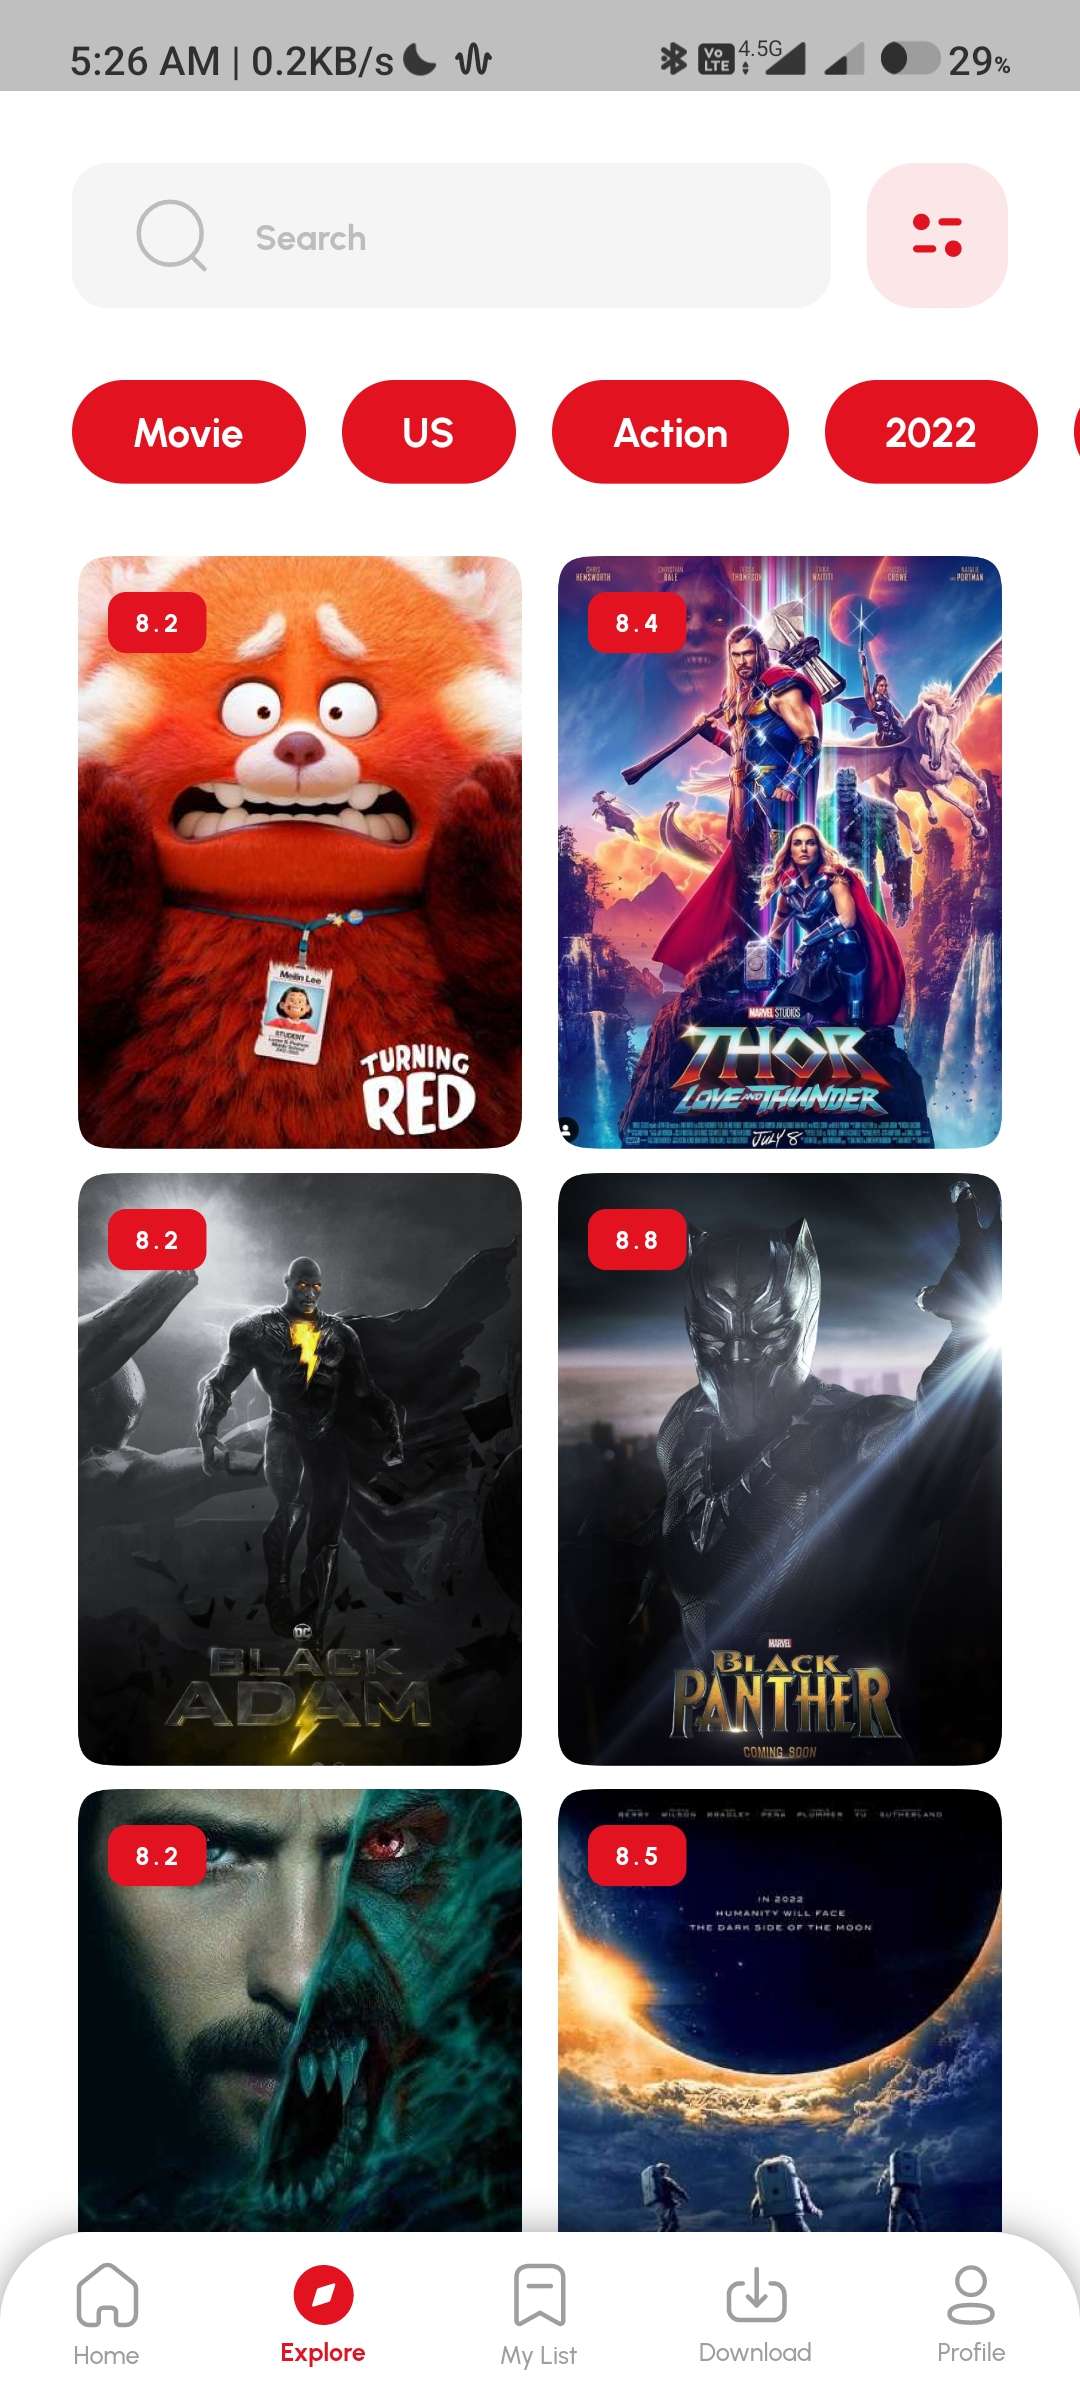 5:26 AM | 0.2KB/s
Vo LTE 4.5G 29%
Search
Movie US Action 2022
8.2
Meilin Lee
STUDENT
TURNING
RED
8.4
CHRIS HEMSWORTH CHRISTIAN BALE TESSA THOMPSON TAIKA WAITITI RUSSELL CROWE NATALIE PORTMAN
MARVEL STUDIOS
THOR
LOVE AND THUNDER
JULY 8
8.2
DC
BLACK
ADAM
8.8
MARVEL
BLACK
PANTHER
COMING SOON
8.2
8.5
BERRY WILSON BRADLEY PEÑA PLUMMER YU SUTHERLAND
IN 2022
HUMANITY WILL FACE
THE DARK SIDE OF THE MOON
Home Explore My List Download Profile